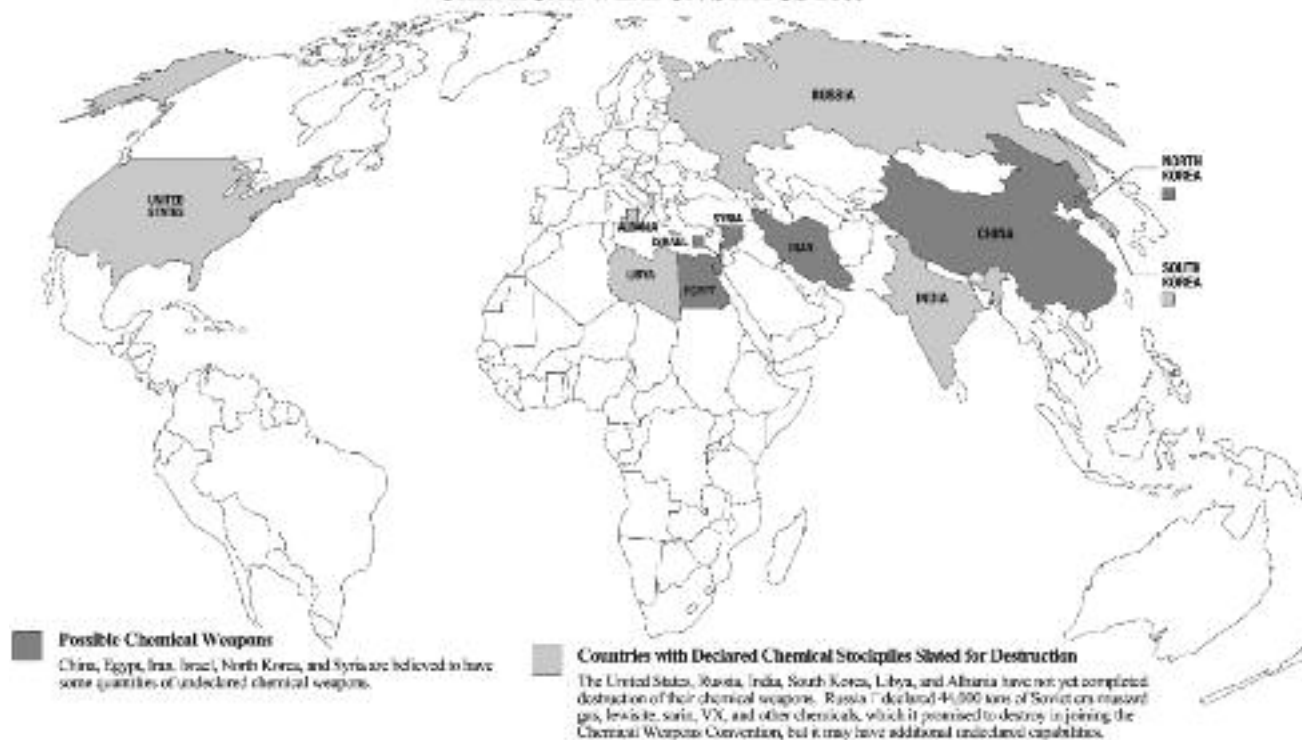 RUSSIA
NORTH
KOREA
UNITED
STATES
ALBANIA
SYRIA
ISRAEL
IRAN
CHINA
LIBYA
EGYPT
INDIA
SOUTH
KOREA
Possible Chemical Weapons
China, Egypt, Iran, Israel, North Korea, and Syria are believed to have
some quantities of undeclared chemical weapons.
Countries with Declared Chemical Stockpiles Slated for Destruction
The United States, Russia, India, South Korea, Libya, and Albania have not yet completed
destruction of their chemical weapons. Russia declared 44,000 tons of Soviet-era mustard
gas, lewisite, sarin, VX, and other chemicals, which it promised to destroy in joining the
Chemical Weapons Convention, but it may have additional undeclared capabilities.